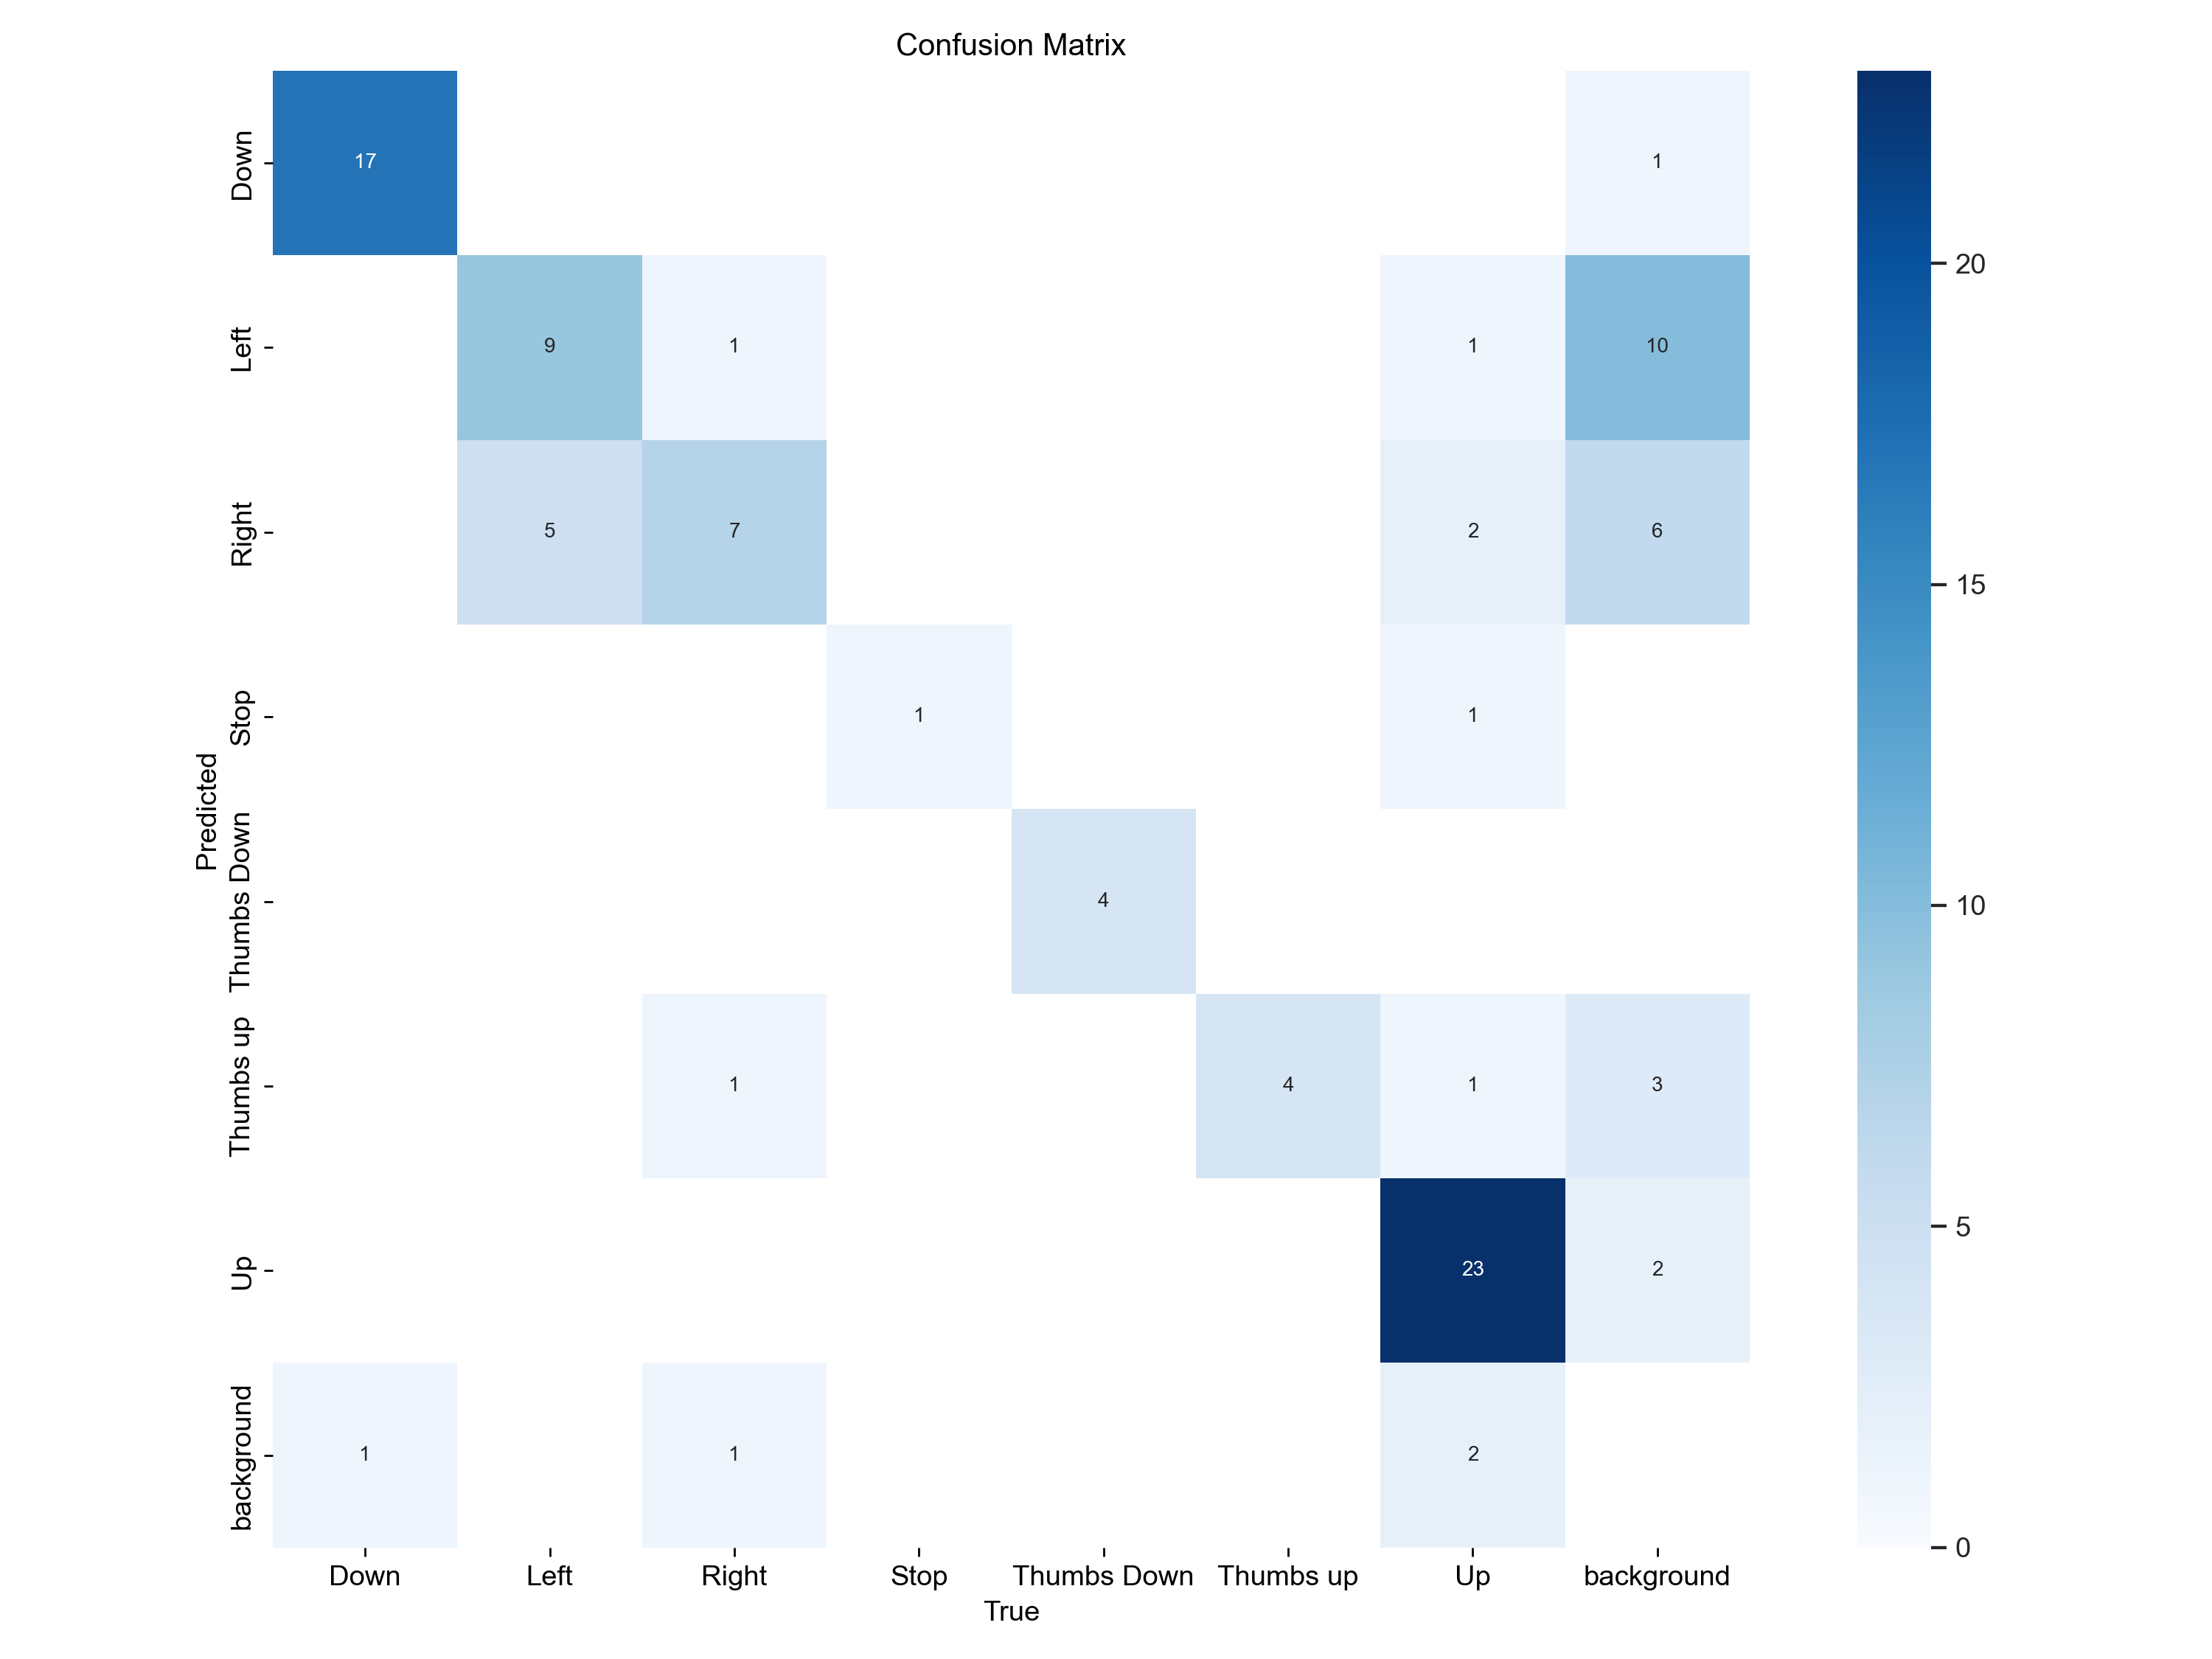 Confusion Matrix
Predicted
Down
17
1
Left
9
1
1
10
Right
5
7
2
6
Stop
1
1
Thumbs Down
4
Thumbs up
1
4
1
3
Up
23
2
background
1
1
2
Down Left Right Stop Thumbs Down Thumbs up Up background
True
20
15
10
5
0